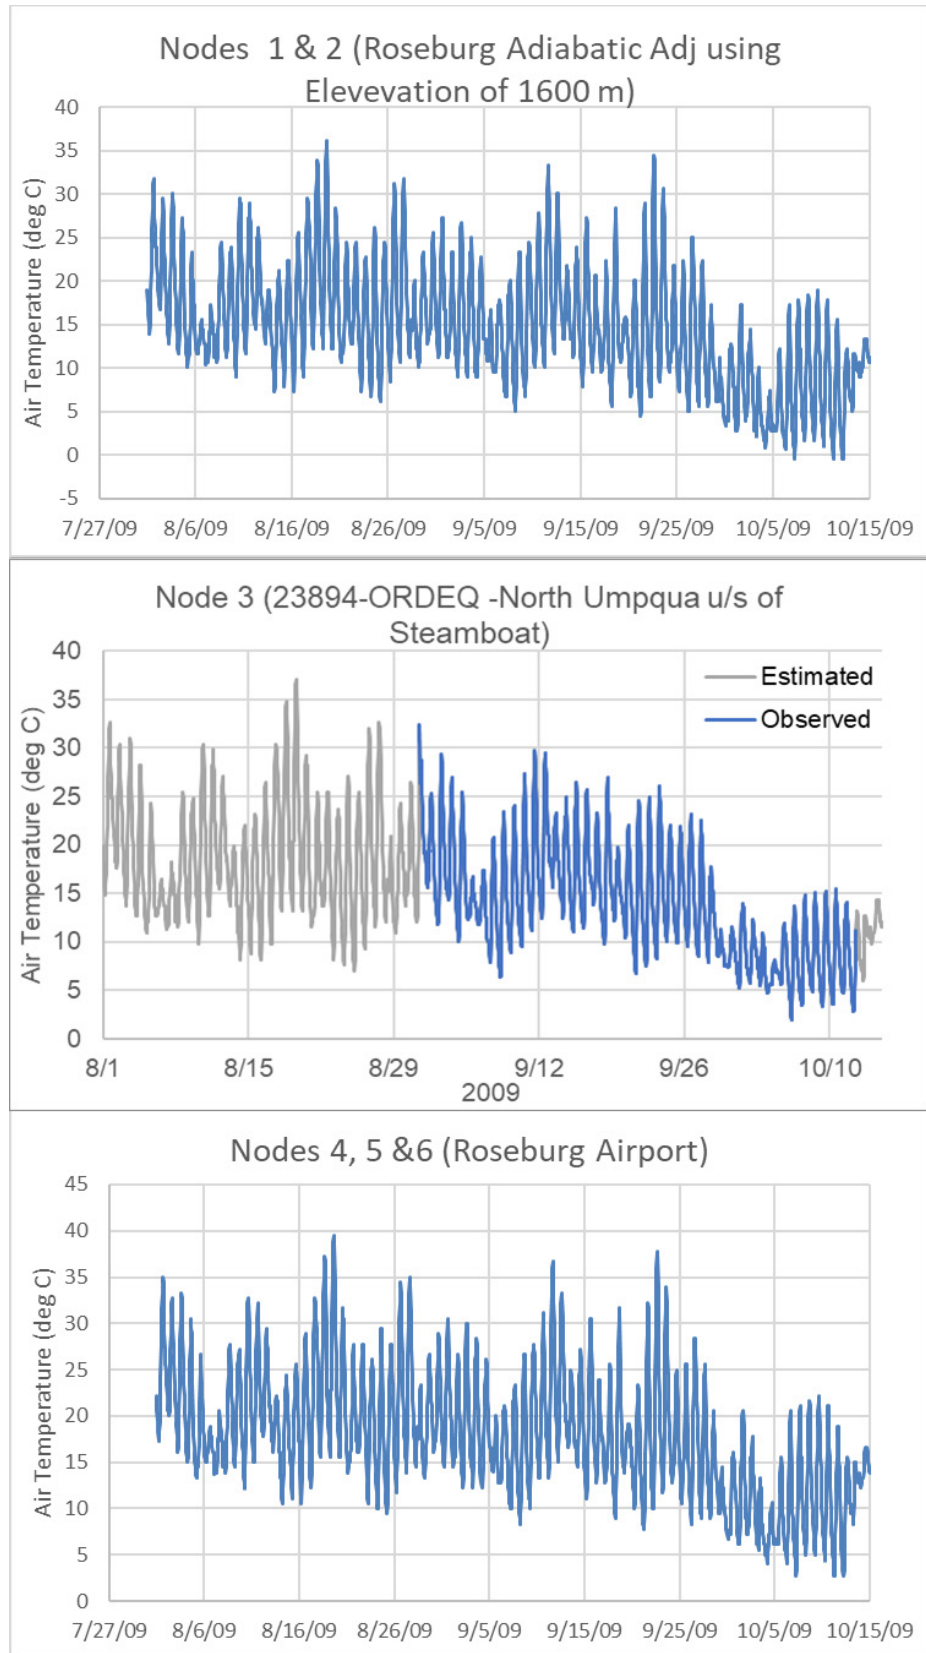 Nodes 1 & 2 (Roseburg Adiabatic Adj using
Elevevation of 1600 m)
Air Temperature (deg C)
40
35
30
25
20
15
10
5
0
-5
7/27/09 8/6/09 8/16/09 8/26/09 9/5/09 9/15/09 9/25/09 10/5/09 10/15/09
Node 3 (23894-ORDEQ -North Umpqua u/s of
Steamboat)
Air Temperature (deg C)
40
35
30
25
20
15
10
5
0
Estimated
Observed
8/1 8/15 8/29 9/12 9/26 10/10
2009
Nodes 4, 5 &6 (Roseburg Airport)
Air Temperature (deg C)
45
40
35
30
25
20
15
10
5
0
7/27/09 8/6/09 8/16/09 8/26/09 9/5/09 9/15/09 9/25/09 10/5/09 10/15/09